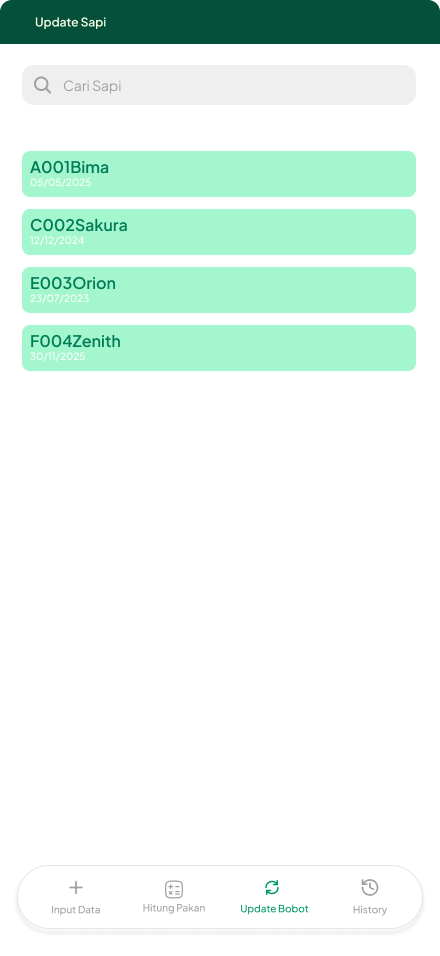 Update Sapi
Cari Sapi
A001Bima
05/05/2025
C002Sakura
12/12/2024
E003Orion
23/07/2023
F004Zenith
30/11/2025
Input Data
Hitung Pakan
Update Bobot
History